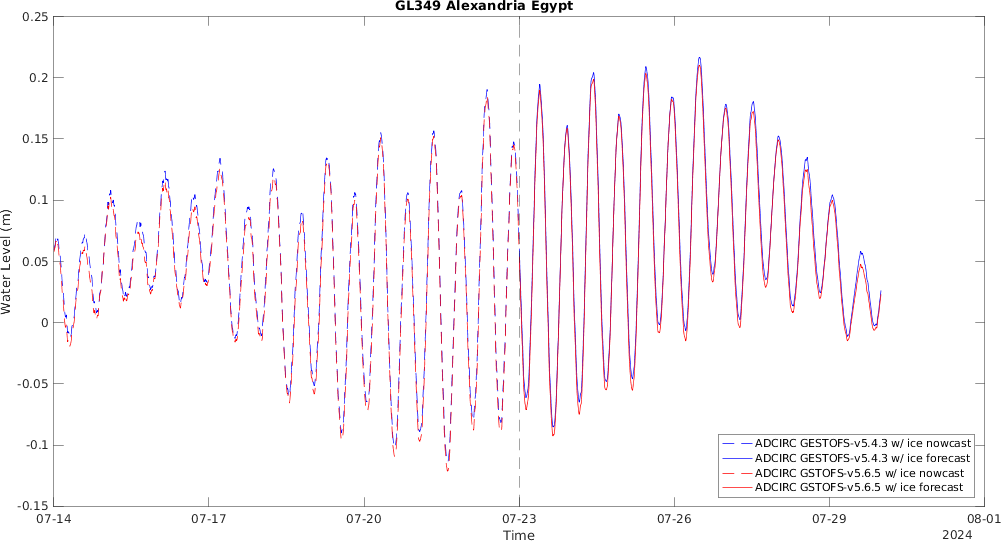 GL349 Alexandria Egypt
0.25
0.2
0.15
0.1
0.05
0
-0.05
-0.1
-0.15
Water Level (m)
07-14 07-17 07-20 07-23 07-26 07-29 08-01
Time
2024
ADCIRC GESTOFS-v5.4.3 w/ ice nowcast
ADCIRC GESTOFS-v5.4.3 w/ ice forecast
ADCIRC GSTOFS-v5.6.5 w/ ice nowcast
ADCIRC GSTOFS-v5.6.5 w/ ice forecast